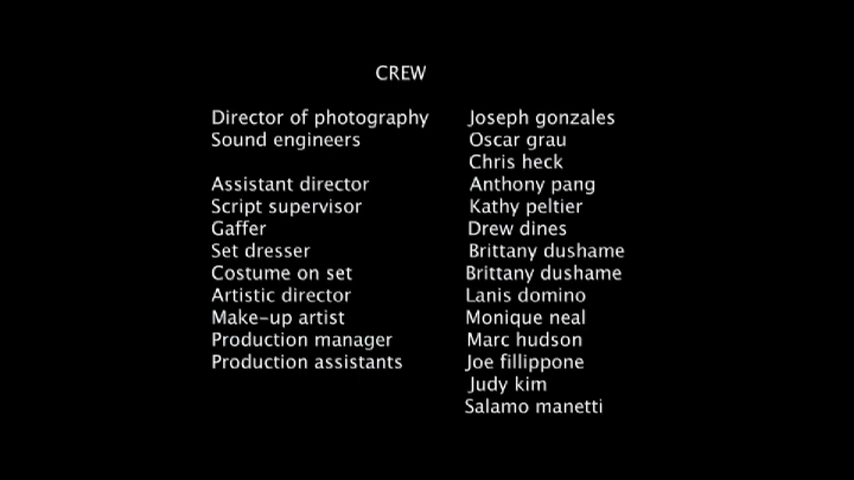 CREW
Director of photography Joseph gonzales
Sound engineers Oscar grau
Chris heck
Assistant director Anthony pang
Script supervisor Kathy peltier
Gaffer Drew dines
Set dresser Brittany dushame
Costume on set Brittany dushame
Artistic director Lanis domino
Make-up artist Monique neal
Production manager Marc hudson
Production assistants Joe fillippone
Judy kim
Salamo manetti